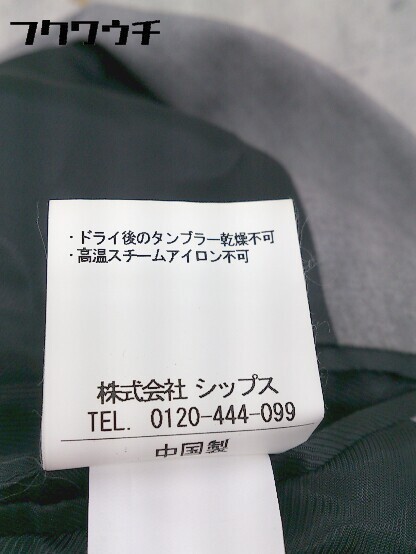 フクワウチ
・ドライ後のタンブラー乾燥不可
・高温スチームアイロン不可
株式会社 シップス
TEL. 0120-444-099
中国製